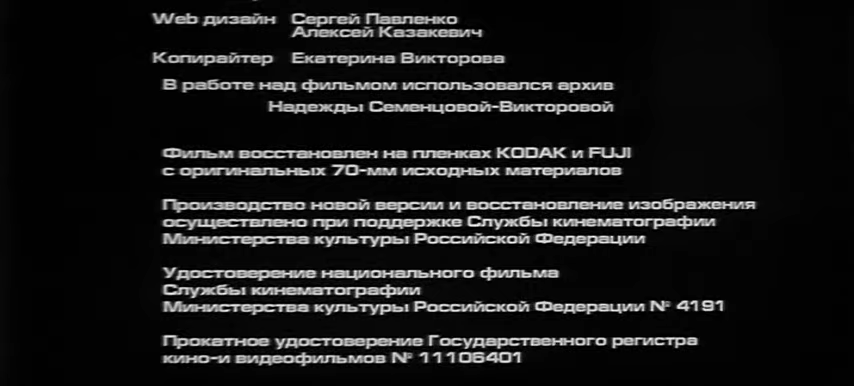 Web дизайн Сергей Павленко
Алексей Казакевич
Копирайтер Екатерина Викторова
В работе над фильмом использовался архив
Надежды Семенцовой-Викторовой
Фильм восстановлен на пленках KODAK и FUJI
с оригинальных 70-мм исходных материалов
Производство новой версии и восстановление изображения
осуществлено при поддержке Службы кинематографии
Министерства культуры Российской Федерации
Удостоверение национального фильма
Службы кинематографии
Министерства культуры Российской Федерации № 4191
Прокатное удостоверение Государственного регистра
кино-и видеофильмов № 11106401